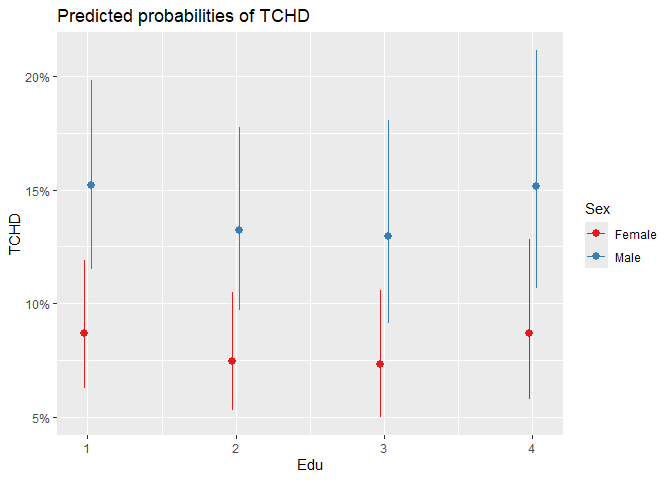 Predicted probabilities of TCHD
20%
15%
10%
5%
TCHD
1 2 3 4
Edu
Sex
Female
Male